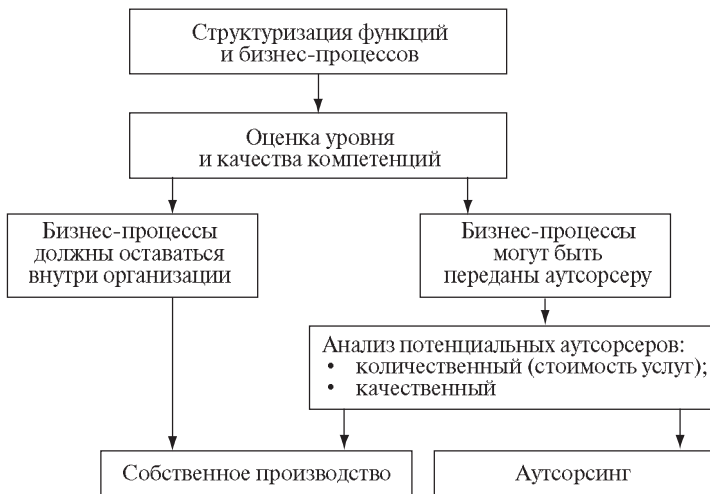 Структуризация функций
и бизнес-процессов
Оценка уровня
и качества компетенций
Бизнес-процессы
должны оставаться
внутри организации
Бизнес-процессы
могут быть
переданы аутсорсеру
Анализ потенциальных аутсорсеров:
• количественный (стоимость услуг);
• качественный
Собственное производство
Аутсорсинг